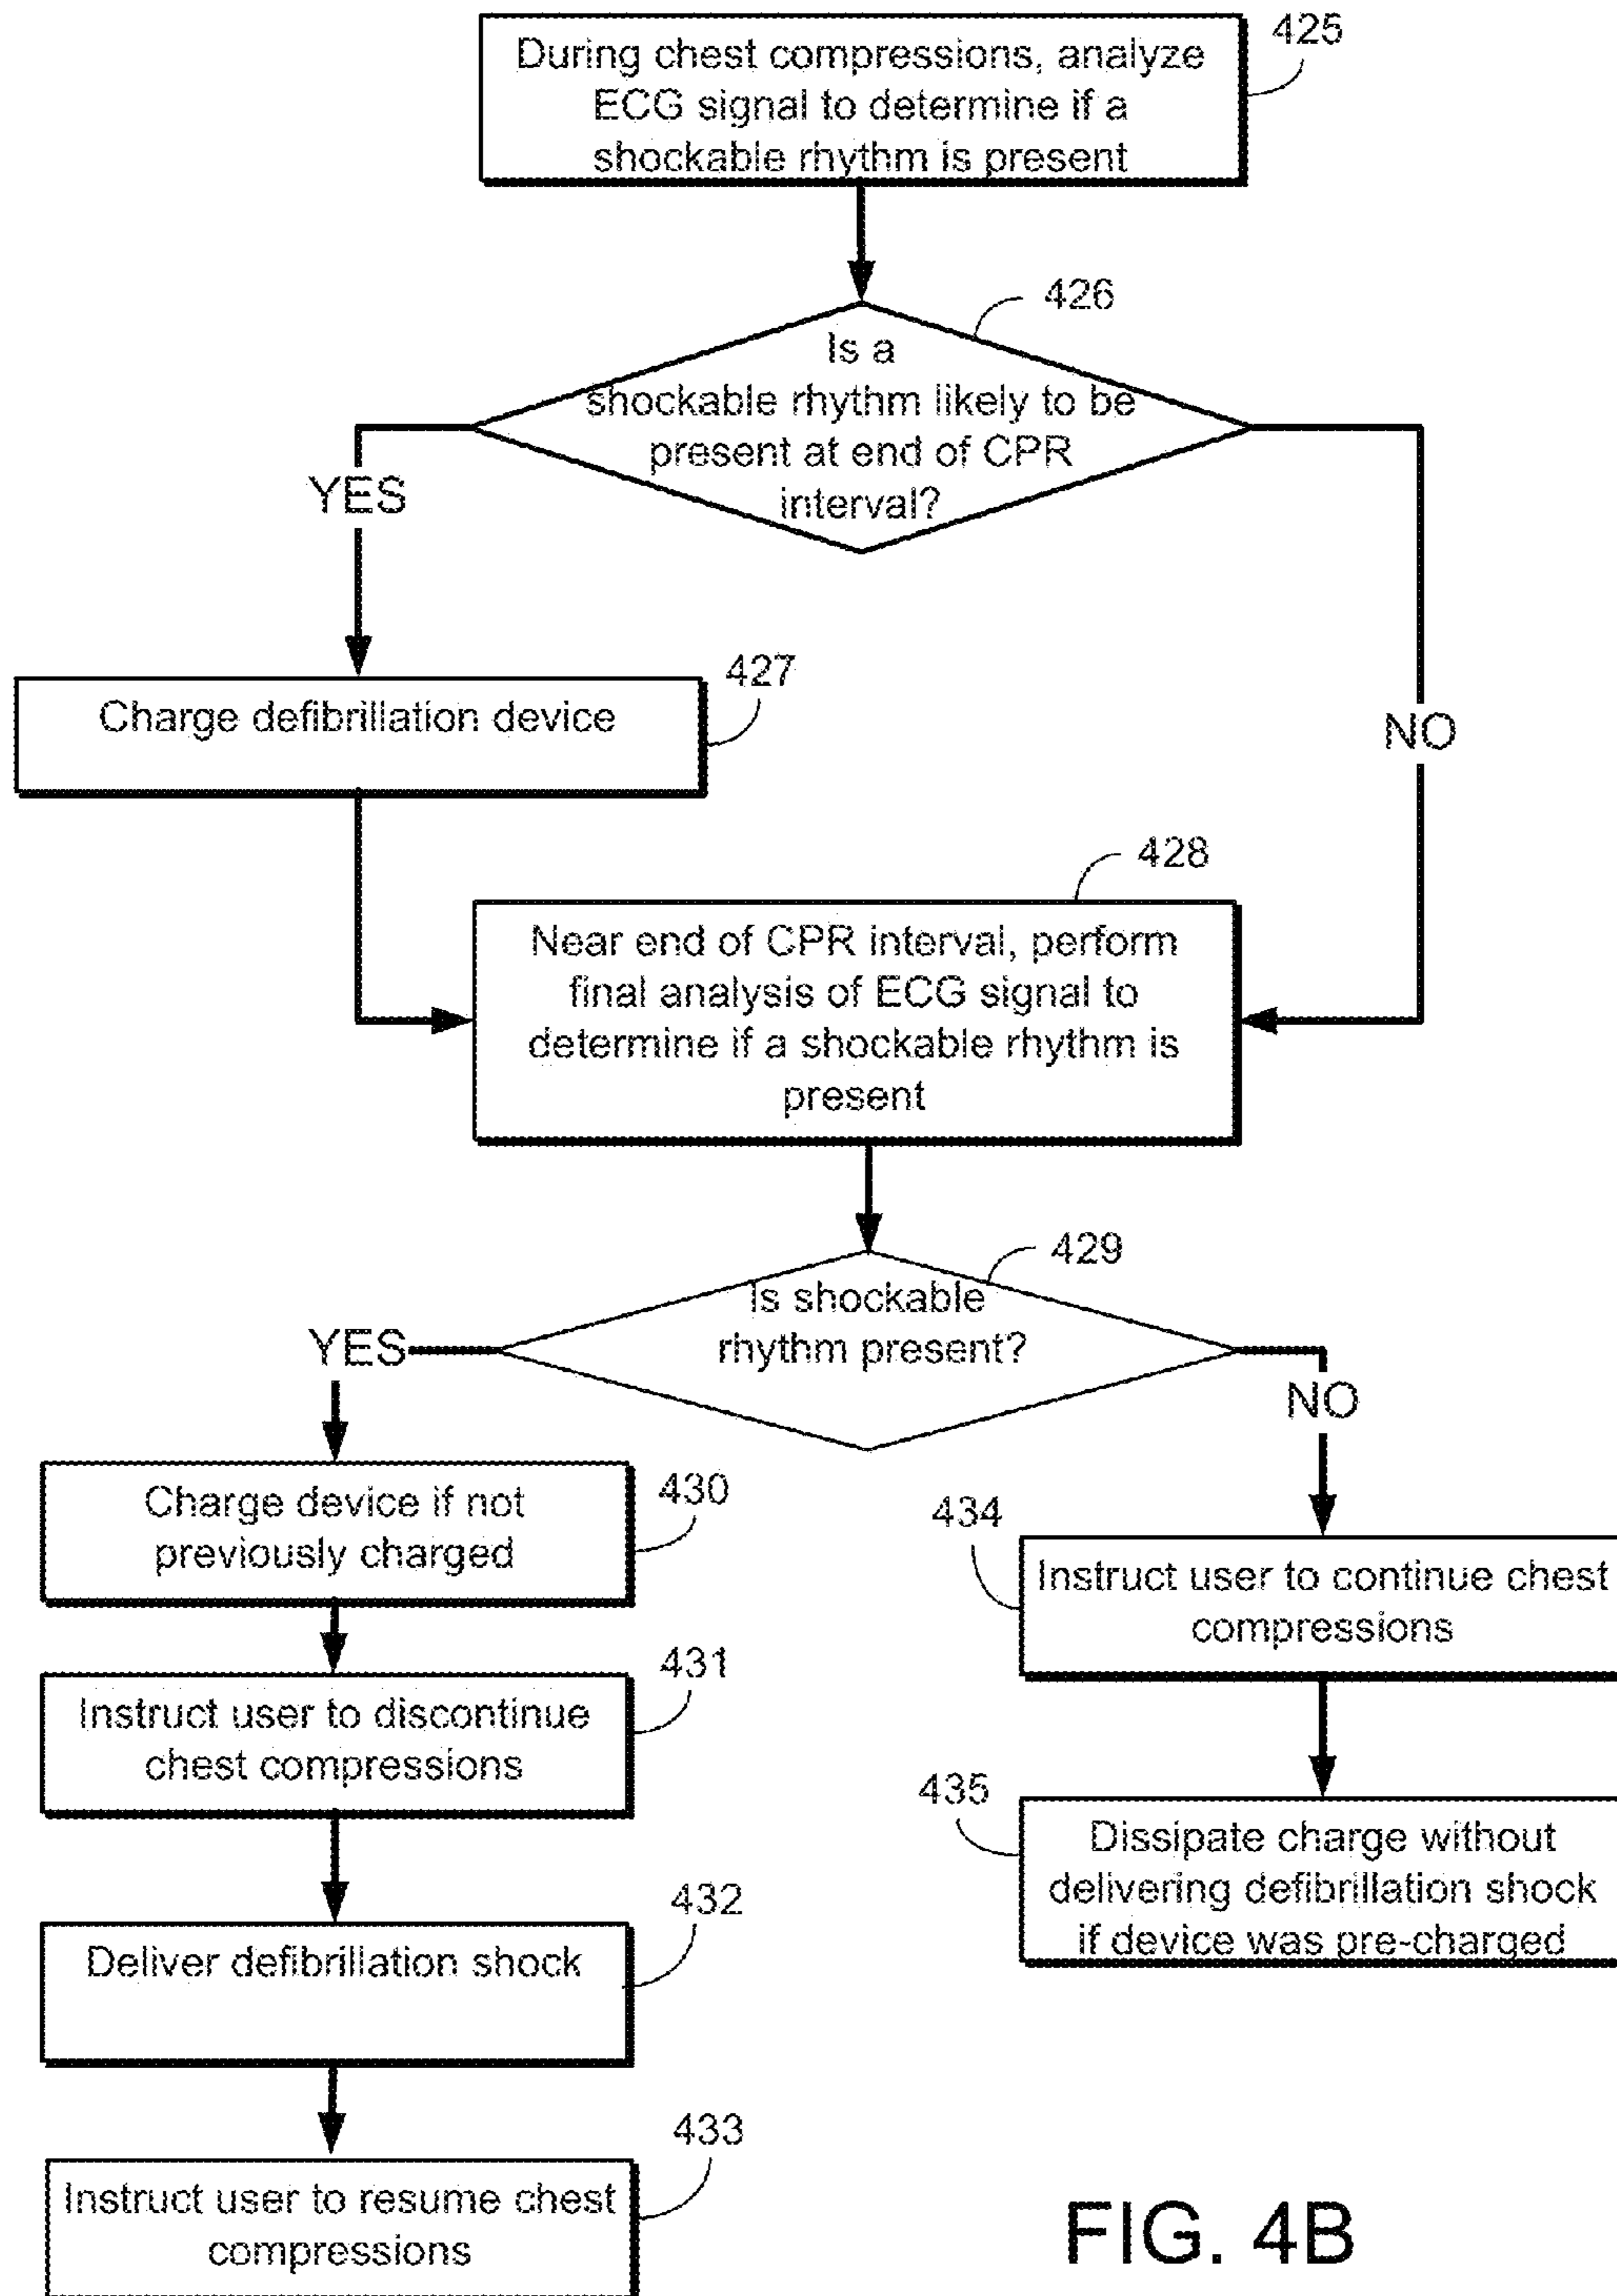 425
During chest compressions, analyze
ECG signal to determine if a
shockable rhythm is present
426
Is a
shockable rhythm likely to be
present at end of CPR
interval?
YES
NO
427
Charge defibrillation device
428
Near end of CPR interval, perform
final analysis of ECG signal to
determine if a shockable rhythm is
present
429
Is shockable
rhythm present?
YES
NO
430
Charge device if not
previously charged
434
Instruct user to continue chest
compressions
431
Instruct user to discontinue
chest compressions
435
Dissipate charge without
delivering defibrillation shock
if device was pre-charged
432
Deliver defibrillation shock
433
Instruct user to resume chest
compressions
FIG. 4B